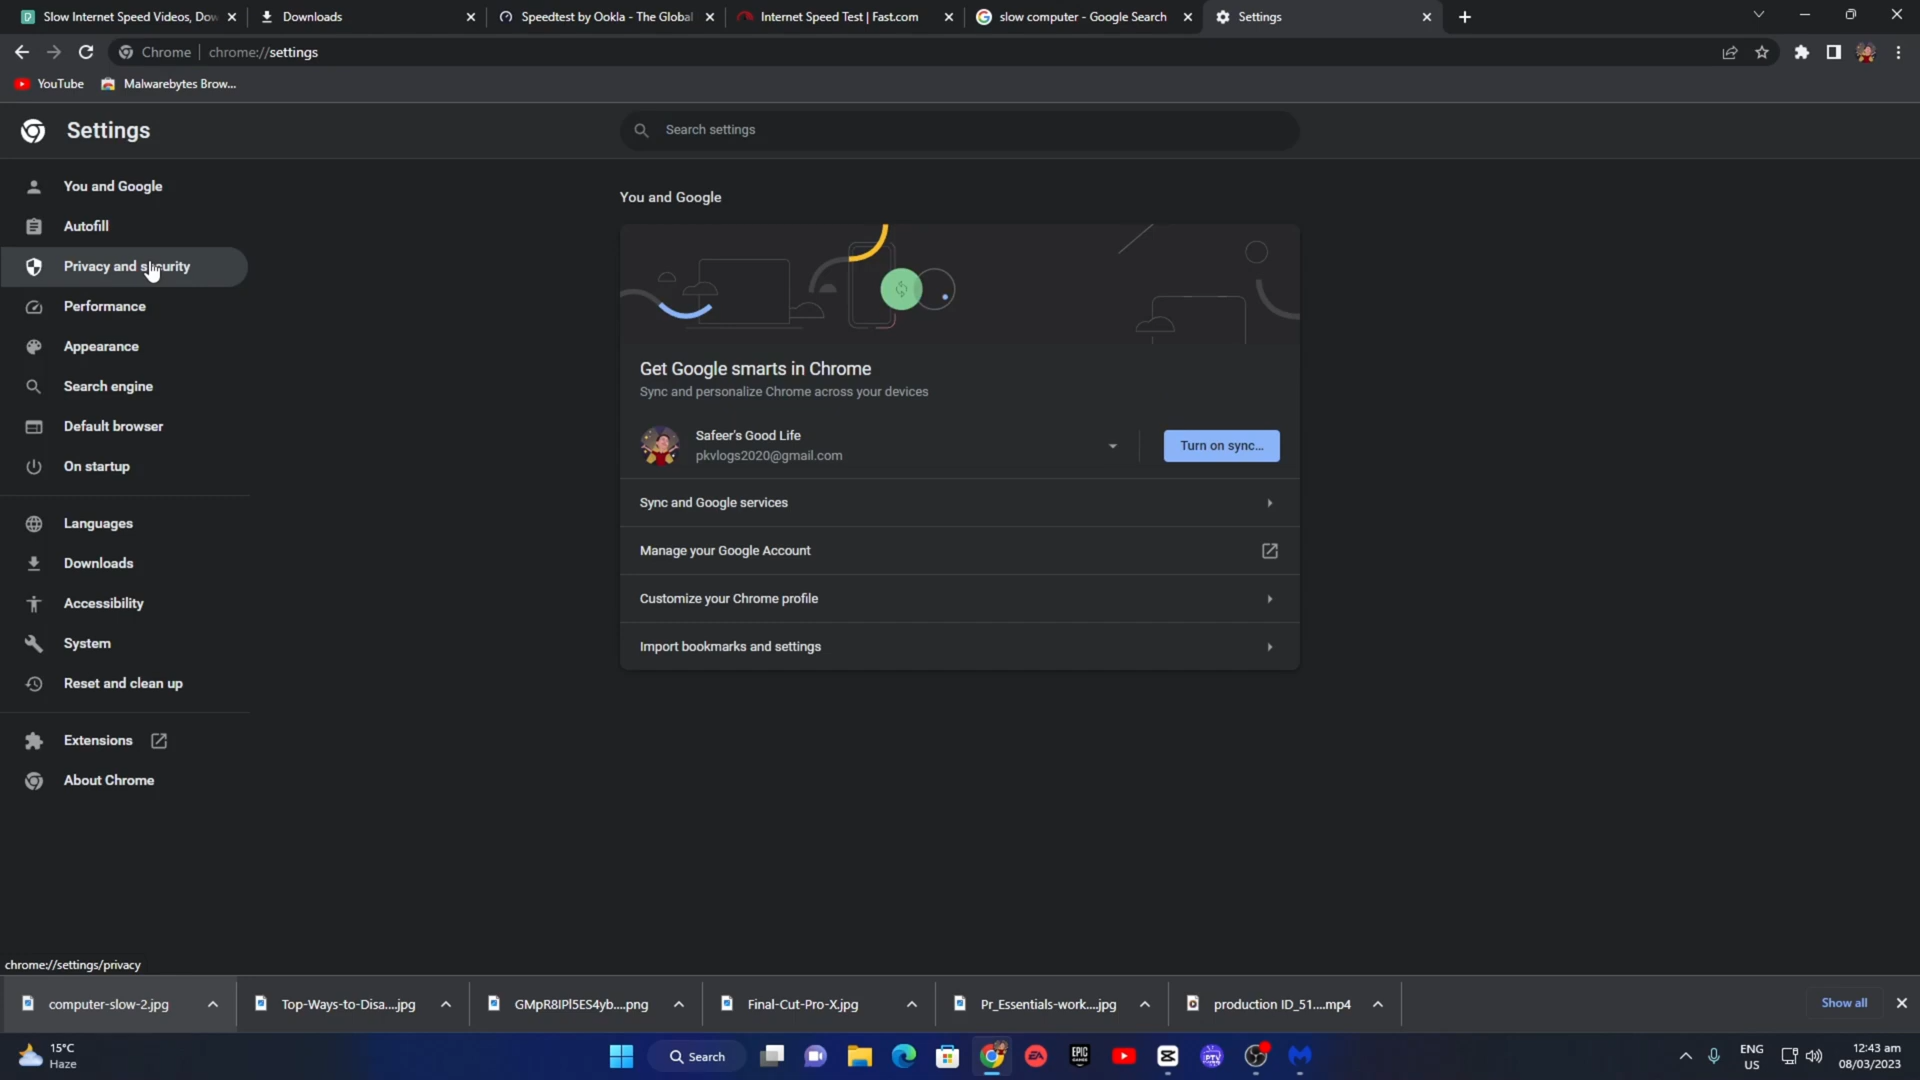 Slow Internet Speed Videos, Dow
Downloads
Speedtest by Ookla - The Global
Internet Speed Test | Fast.com
slow computer - Google Search
Settings
Chrome
chrome://settings
YouTube
Malwarebytes Brow...
Settings
Search settings
You and Google
Autofill
Privacy and security
Performance
Appearance
Search engine
Default browser
On startup
Languages
Downloads
Accessibility
System
Reset and clean up
Extensions
About Chrome
You and Google
Get Google smarts in Chrome
Sync and personalize Chrome across your devices
Safeer's Good Life
pkvlogs2020@gmail.com
Turn on sync...
Sync and Google services
Manage your Google Account
Customize your Chrome profile
Import bookmarks and settings
chrome://settings/privacy
computer-slow-2.jpg
Top-Ways-to-Disa....jpg
GMpR8IPl5ES4yb....png
Final-Cut-Pro-X.jpg
Pr_Essentials-work....jpg
production ID_51....mp4
Show all
15°C
Haze
Search
EA
EPIC
GAMES
PTV
ENG
US
12:43 am
08/03/2023